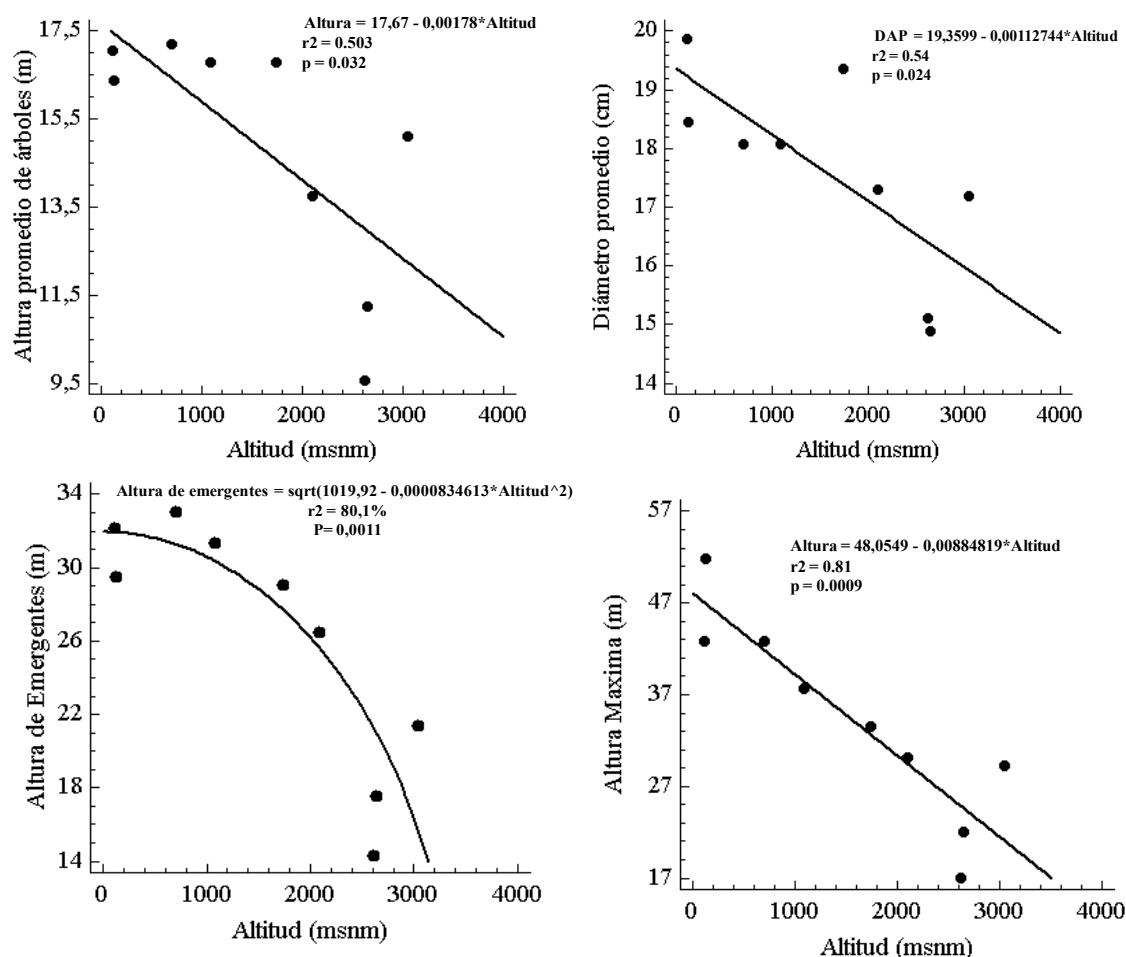 Altura = 17,67 - 0,00178*Altitud
r2 = 0.503
p = 0.032
17,5
15,5
13,5
11,5
9,5
Altura promedio de árboles (m)
0 1000 2000 3000 4000
Altitud (msnm)
DAP = 19,3599 - 0,00112744*Altitud
r2 = 0.54
p = 0.024
20
19
18
17
16
15
14
Diámetro promedio (cm)
0 1000 2000 3000 4000
Altitud (msnm)
Altura de emergentes = sqrt(1019,92 - 0,0000834613*Altitud^2)
r2 = 80,1%
P= 0,0011
34
31
26
22
18
14
Altura de Emergentes (m)
0 1000 2000 3000 4000
Altitud (msnm)
Altura = 48,0549 - 0,00884819*Altitud
r2 = 0.81
p = 0.0009
57
47
37
27
17
Altura Maxima (m)
0 1000 2000 3000 4000
Altitud (msnm)